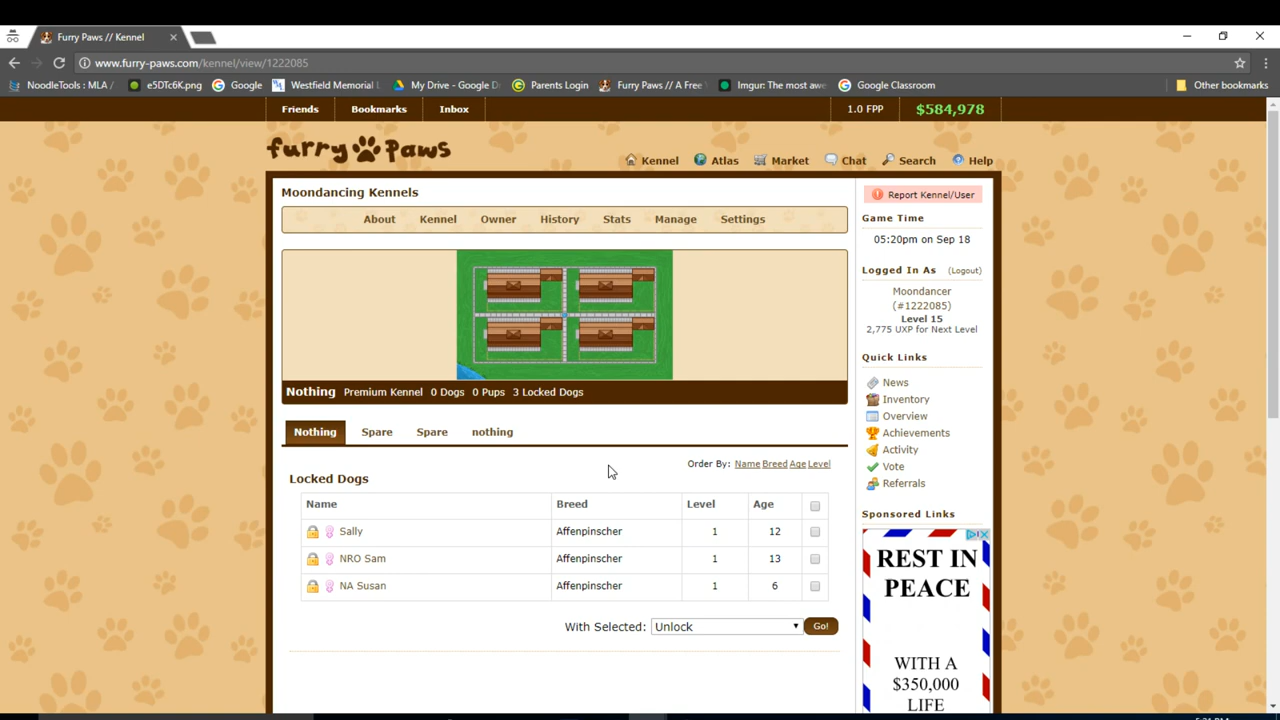 Furry Paws // Kennel
www.furry-paws.com/kennel/view/1222085
NoodleTools : MLA / e5DTc6K.png Google Westfield Memorial L My Drive - Google D Parents Login Furry Paws // A Free Imgur: The most awe Google Classroom Other bookmarks
Friends Bookmarks Inbox 1.0 FPP $584,978
furry paws
Kennel Atlas Market Chat Search Help
Moondancing Kennels
About Kennel Owner History Stats Manage Settings
Nothing Premium Kennel 0 Dogs 0 Pups 3 Locked Dogs
Nothing Spare Spare nothing
Order By: Name Breed Age Level
Locked Dogs
Name Breed Level Age
Sally Affenpinscher 1 12
NRO Sam Affenpinscher 1 13
NA Susan Affenpinscher 1 6
With Selected: Unlock Go!
Report Kennel/User
Game Time
05:20pm on Sep 18
Logged In As (Logout)
Moondancer
(#1222085)
Level 15
2,775 UXP for Next Level
Quick Links
News
Inventory
Overview
Achievements
Activity
Vote
Referrals
Sponsored Links
REST IN
PEACE
WITH A
$350,000
LIFE